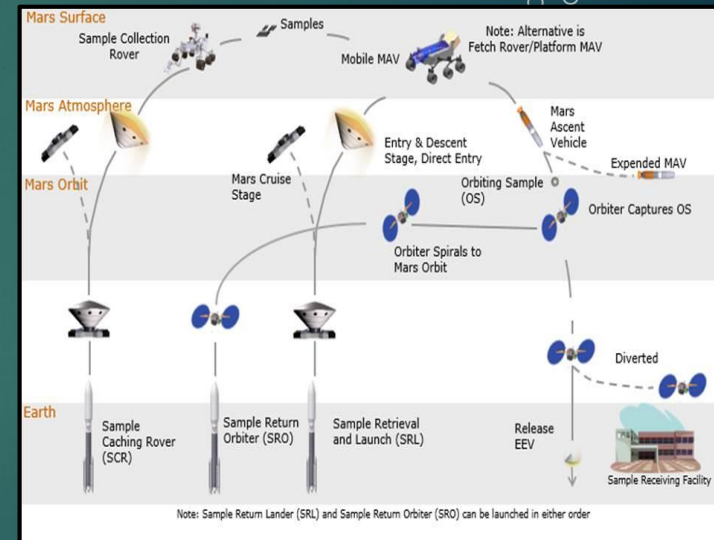 Mars Surface
Sample Collection
Rover
Samples
Mobile MAV
Note: Alternative is
Fetch Rover/Platform MAV
Mars Atmosphere
Entry & Descent
Stage, Direct Entry
Mars
Ascent
Vehicle
Expended MAV
Mars Orbit
Mars Cruise
Stage
Orbiting Sample
(OS)
Orbiter Captures OS
Orbiter Spirals to
Mars Orbit
Diverted
Earth
Sample
Caching Rover
(SCR)
Sample Return
Orbiter (SRO)
Sample Retrieval
and Launch (SRL)
Release
EEV
Sample Receiving Facility
Note: Sample Return Lander (SRL) and Sample Return Orbiter (SRO) can be launched in either order